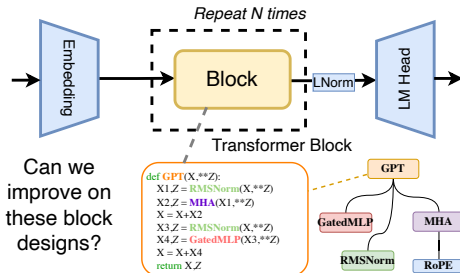 Repeat N times
Embedding
Block
LNorm
LM Head
Transformer Block
Can we
improve on
these block
designs?
def GPT(X,**Z):
X1,Z = RMSNorm(X,**Z)
X2,Z = MHA(X1,**Z)
X = X+X2
X3,Z = RMSNorm(X,**Z)
X4,Z = GatedMLP(X3,**Z)
X = X+X4
return X,Z
GPT
GatedMLP
MHA
RMSNorm
RoPE